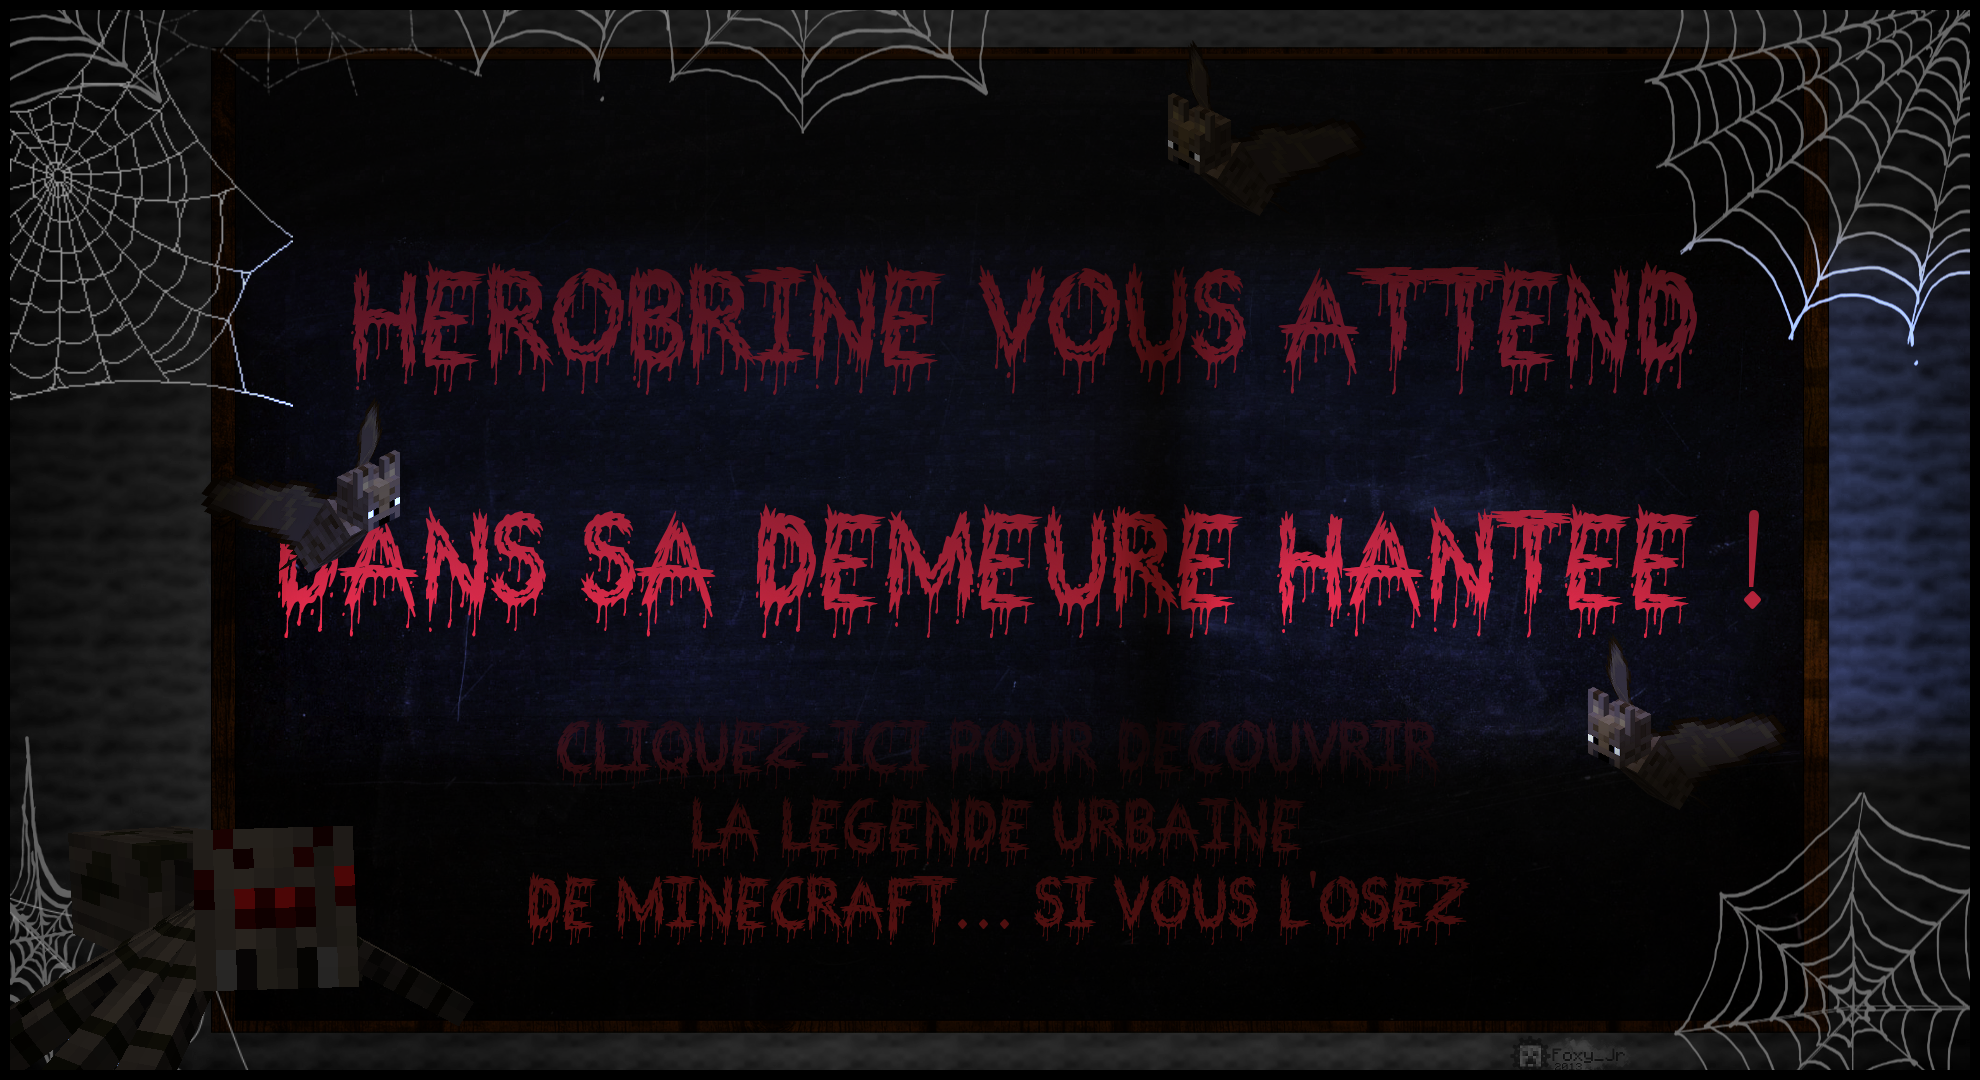 HEROBRINE VOUS ATTEND
DANS SA DEMEURE HANTEE !
CLIQUEZ-ICI POUR DECOUVRIR
LA LEGENDE URBAINE
DE MINECRAFT... SI VOUS L'OSEZ
Foxy_Jr